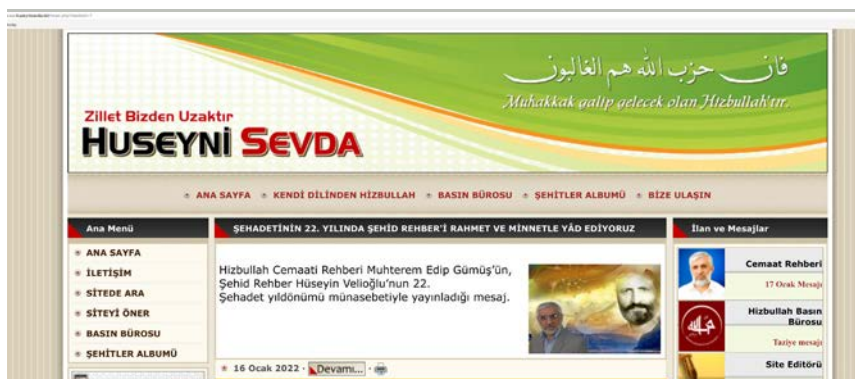 فان حزب الله هم الغالبون
Muhakkak galip gelecek olan Hizbullah'tır.
Zillet Bizden Uzaktır
HUSEYNİ SEVDA
ANA SAYFA
KENDİ DİLİNDEN HİZBULLAH
BASIN BÜROSU
ŞEHİTLER ALBUMÜ
BİZE ULAŞIN
Ana Menü
ANA SAYFA
İLETİŞİM
SİTEDE ARA
SİTEYİ ÖNER
BASIN BÜROSU
ŞEHİTLER ALBUMÜ
ŞEHADETİNİN 22. YILINDA ŞEHİD REHBER'İ RAHMET VE MİNNETLE YÂD EDİYORUZ
Hizbullah Cemaati Rehberi Muhterem Edip Gümüş'ün,
Şehid Rehber Hüseyin Velioğlu'nun 22.
Şehadet yıldönümü münasebetiyle yayınladığı mesaj.
16 Ocak 2022 · Devamı... ·
İlan ve Mesajlar
Cemaat Rehberi
17 Ocak Mesajı
Hizbullah Basın
Bürosu
Taziye mesajı
Site Editörü